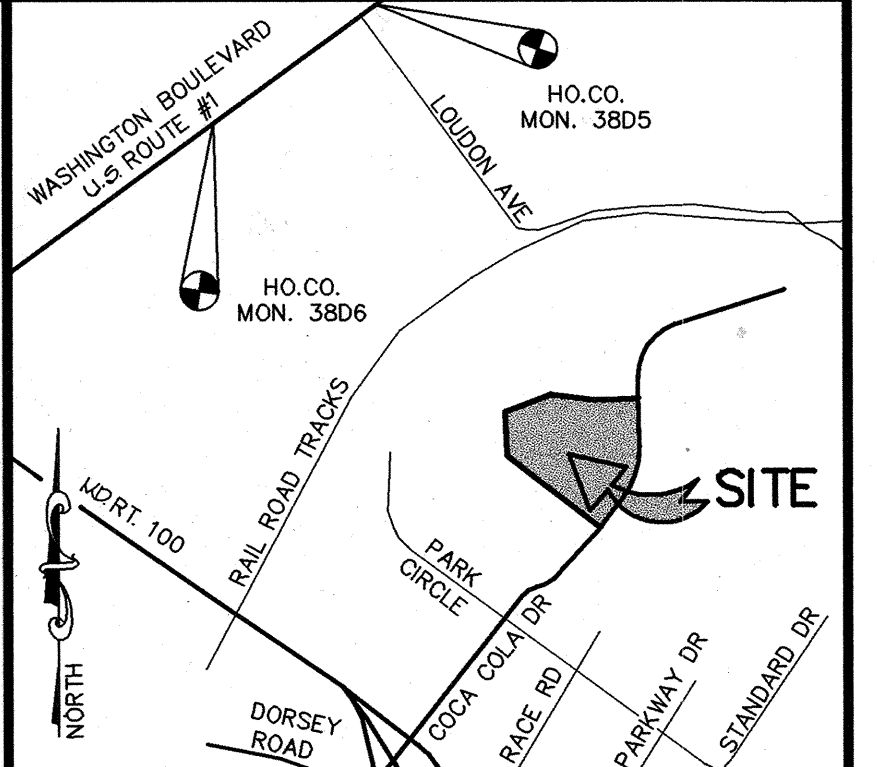 WASHINGTON BOULEVARD
U.S. ROUTE #1
HO.CO.
MON. 38D5
LOUDON AVE
HO.CO.
MON. 38D6
RAIL ROAD TRACKS
SITE
MD. RT. 100
PARK
CIRCLE
NORTH
COCA COLA DR
RACE RD
PARKWAY DR
STANDARD DR
DORSEY
ROAD